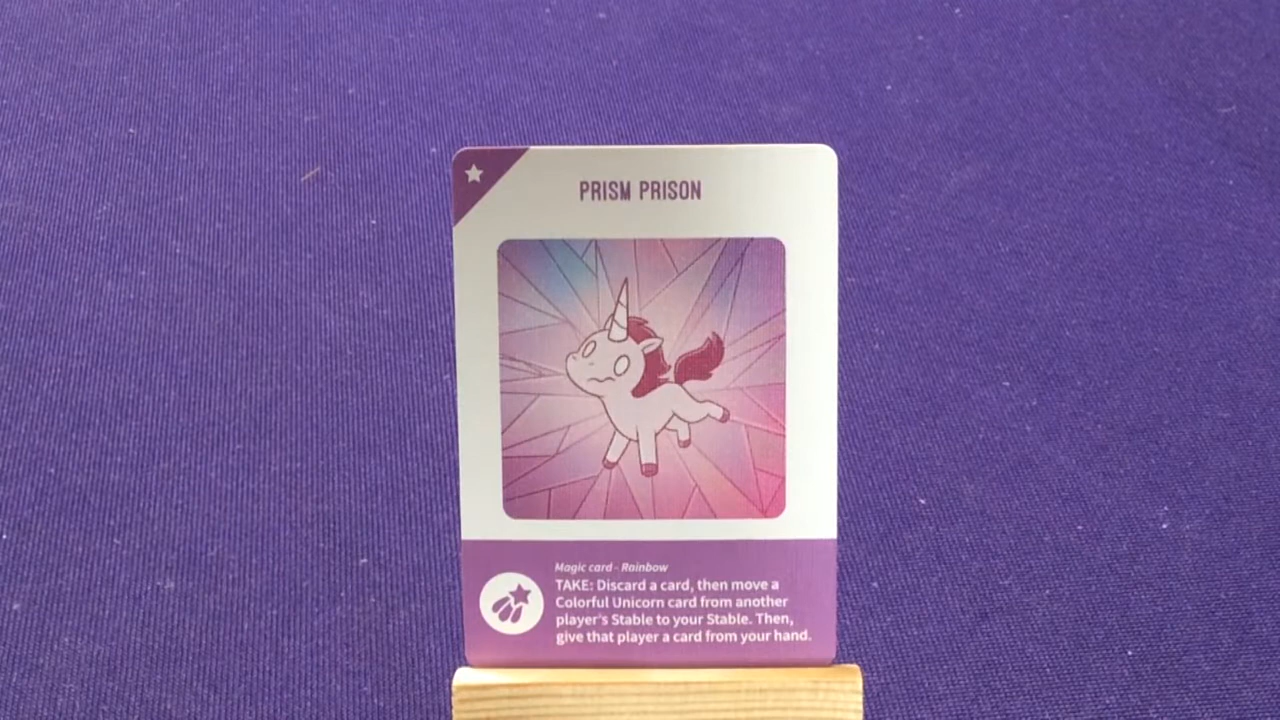 PRISM PRISON
Magic card - Rainbow
TAKE: Discard a card, then move a
Colorful Unicorn card from another
player's Stable to your Stable. Then,
give that player a card from your hand.